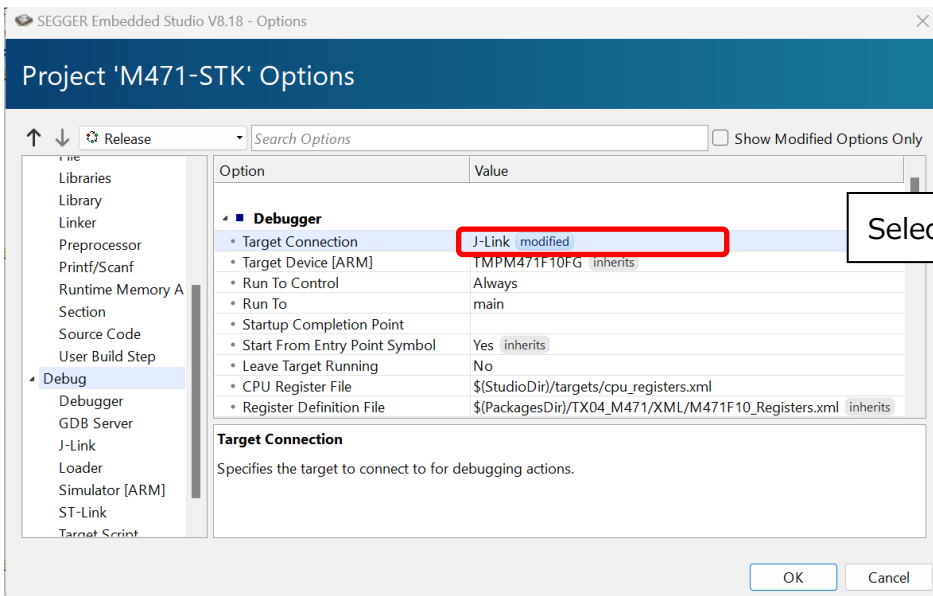 SEGGER Embedded Studio V8.18 - Options
Project 'M471-STK' Options
Release
Search Options
Show Modified Options Only
File
Libraries
Library
Linker
Preprocessor
Printf/Scanf
Runtime Memory A
Section
Source Code
User Build Step
Debug
Debugger
GDB Server
J-Link
Loader
Simulator [ARM]
ST-Link
Target Script
Option Value
Debugger
Target Connection J-Link modified
Target Device [ARM] TMPM471F10FG inherits
Run To Control Always
Run To main
Startup Completion Point
Start From Entry Point Symbol Yes inherits
Leave Target Running No
CPU Register File $(StudioDir)/targets/cpu_registers.xml
Register Definition File $(PackagesDir)/TX04_M471/XML/M471F10_Registers.xml inherits
Selec
Target Connection
Specifies the target to connect to for debugging actions.
OK
Cancel